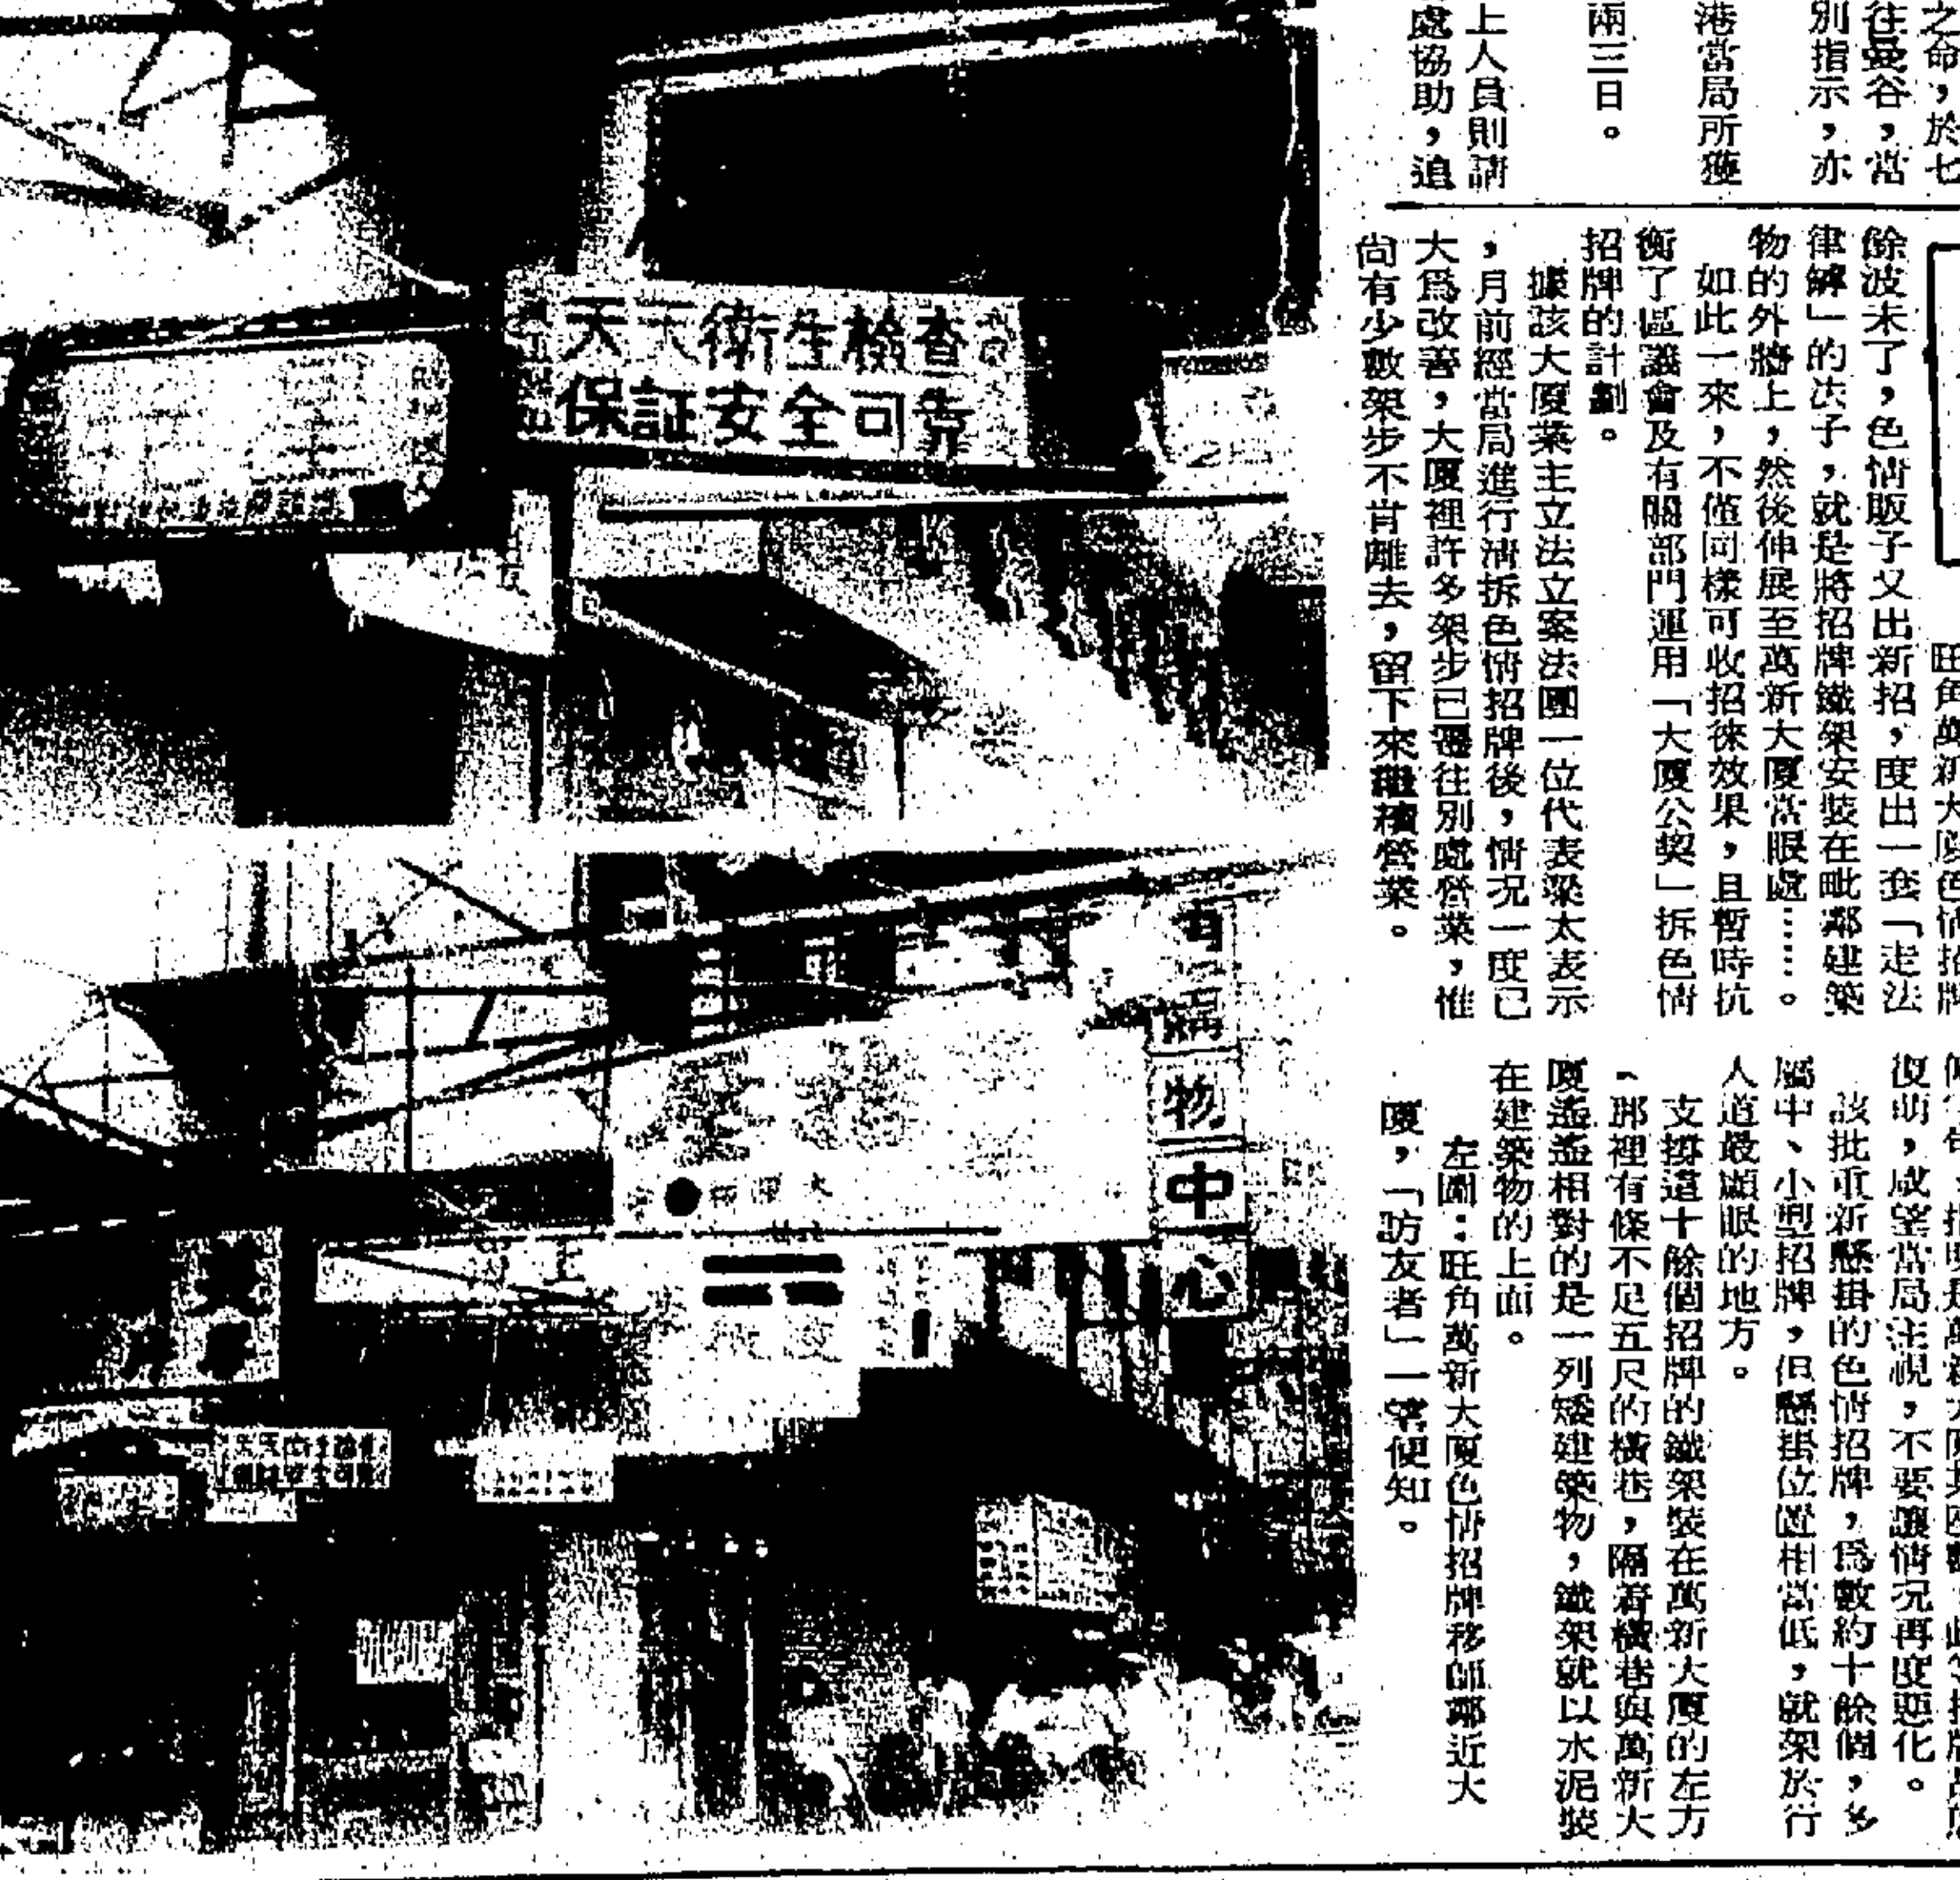 之命，於七
往曼谷，當
別指示，亦
港當局所獲
兩三日。
上人員則請
處協助，追
旺角萬新大廈色情招牌
餘波未了，色情販子又出新招，度出一套「走法
律罅」的法子，就是將招牌鐵架安裝在毗鄰建築
物的外牆上，然後伸展至萬新大廈當眼處……。
如此一來，不僅同樣可收招徠效果，且暫時抗
衡了區議會及有關部門運用「大廈公契」拆色情
招牌的計劃。
據該大廈業主立法立案法團一位代表梁太表示
，月前經當局進行清拆色情招牌後，情況一度已
大爲改善，大廈裡許多架步已遷往別處營業，惟
尚有少數架步不肯離去，留下來繼續營業。
復萌，咸望當局注視，不要讓情況再度惡化。
該批重新懸掛的色情招牌，爲數約十餘個，多
屬中、小型招牌，但懸掛位置相當低，就架於行
人道最顯眼的地方。
支撐這十餘個招牌的鐵架裝在萬新大廈的左方
，那裡有條不足五尺的橫巷，隔着橫巷與萬新大
廈遙遙相對的是一列矮建築物，鐵架就以水泥裝
在建築物的上面。
左圖：旺角萬新大廈色情招牌移師鄰近大
廈，「訪友者」一望便知。
天天衛生檢查
保証安全可靠
物
中
心